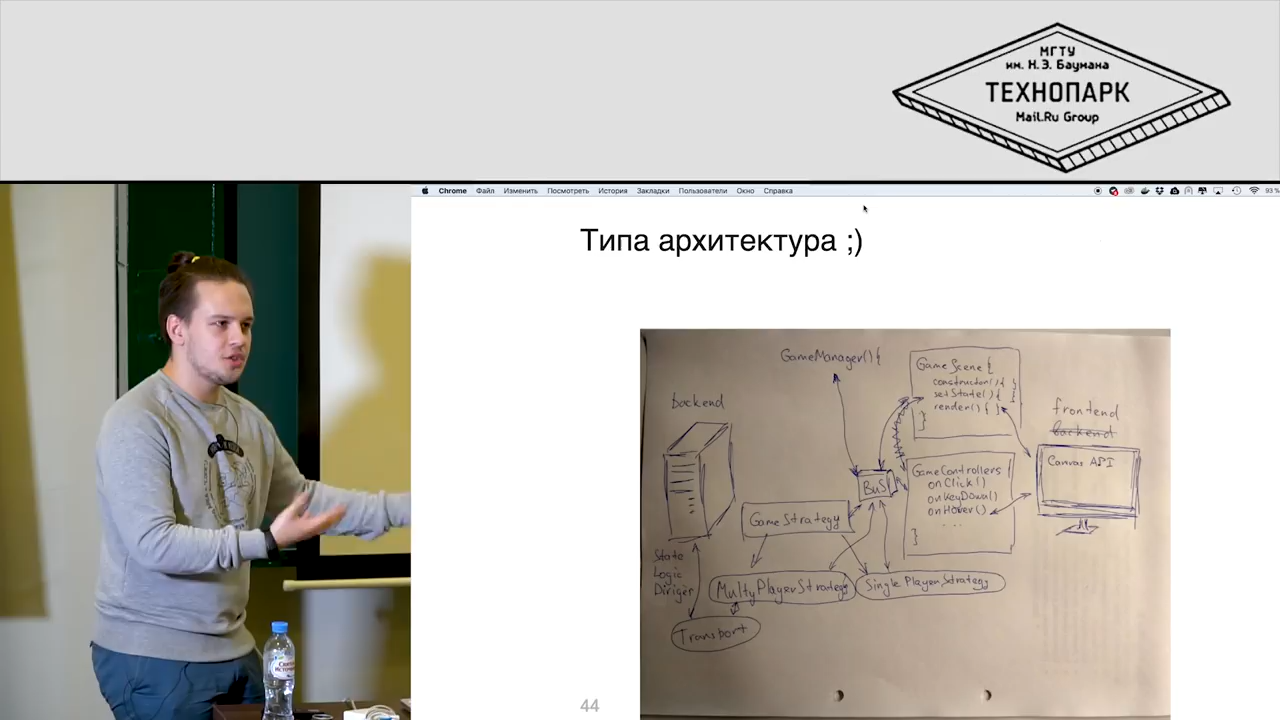 МГТУ
им. Н.Э. Баумана
ТЕХНОПАРК
Mail.Ru Group
Chrome Файл Изменить Посмотреть История Закладки Пользователи Окно Справка
93 %
Типа архитектура ;)
GameManager(){
GameScene{
constructor(){ }
setState(){ }
render(){ }
}
backend
frontend
backend
Canvas API
GameControllers{
onClick()
onKeyDown()
onHover()
...
}
BuS
GameStrategy
State
Logic
MultyPlayerStrategy
SinglePlayerStrategy
Transport
44